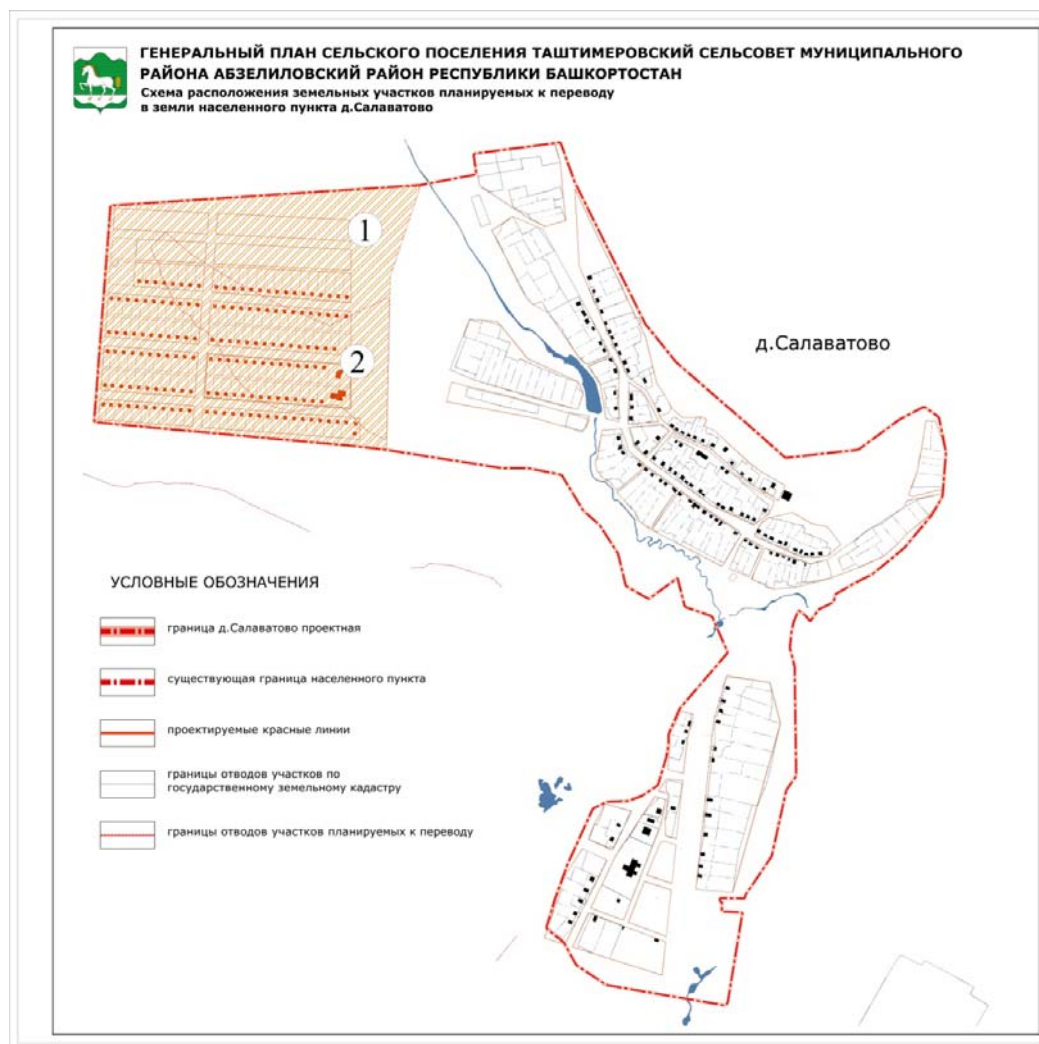 ГЕНЕРАЛЬНЫЙ ПЛАН СЕЛЬСКОГО ПОСЕЛЕНИЯ ТАШТИМЕРОВСКИЙ СЕЛЬСОВЕТ МУНИЦИПАЛЬНОГО
РАЙОНА АБЗЕЛИЛОВСКИЙ РАЙОН РЕСПУБЛИКИ БАШКОРТОСТАН
Схема расположения земельных участков планируемых к переводу
в земли населенного пункта д.Салаватово
1
2
д.Салаватово
УСЛОВНЫЕ ОБОЗНАЧЕНИЯ
граница д.Салаватово проектная
существующая граница населенного пункта
проектируемые красные линии
границы отводов участков по
государственному земельному кадастру
границы отводов участков планируемых к переводу